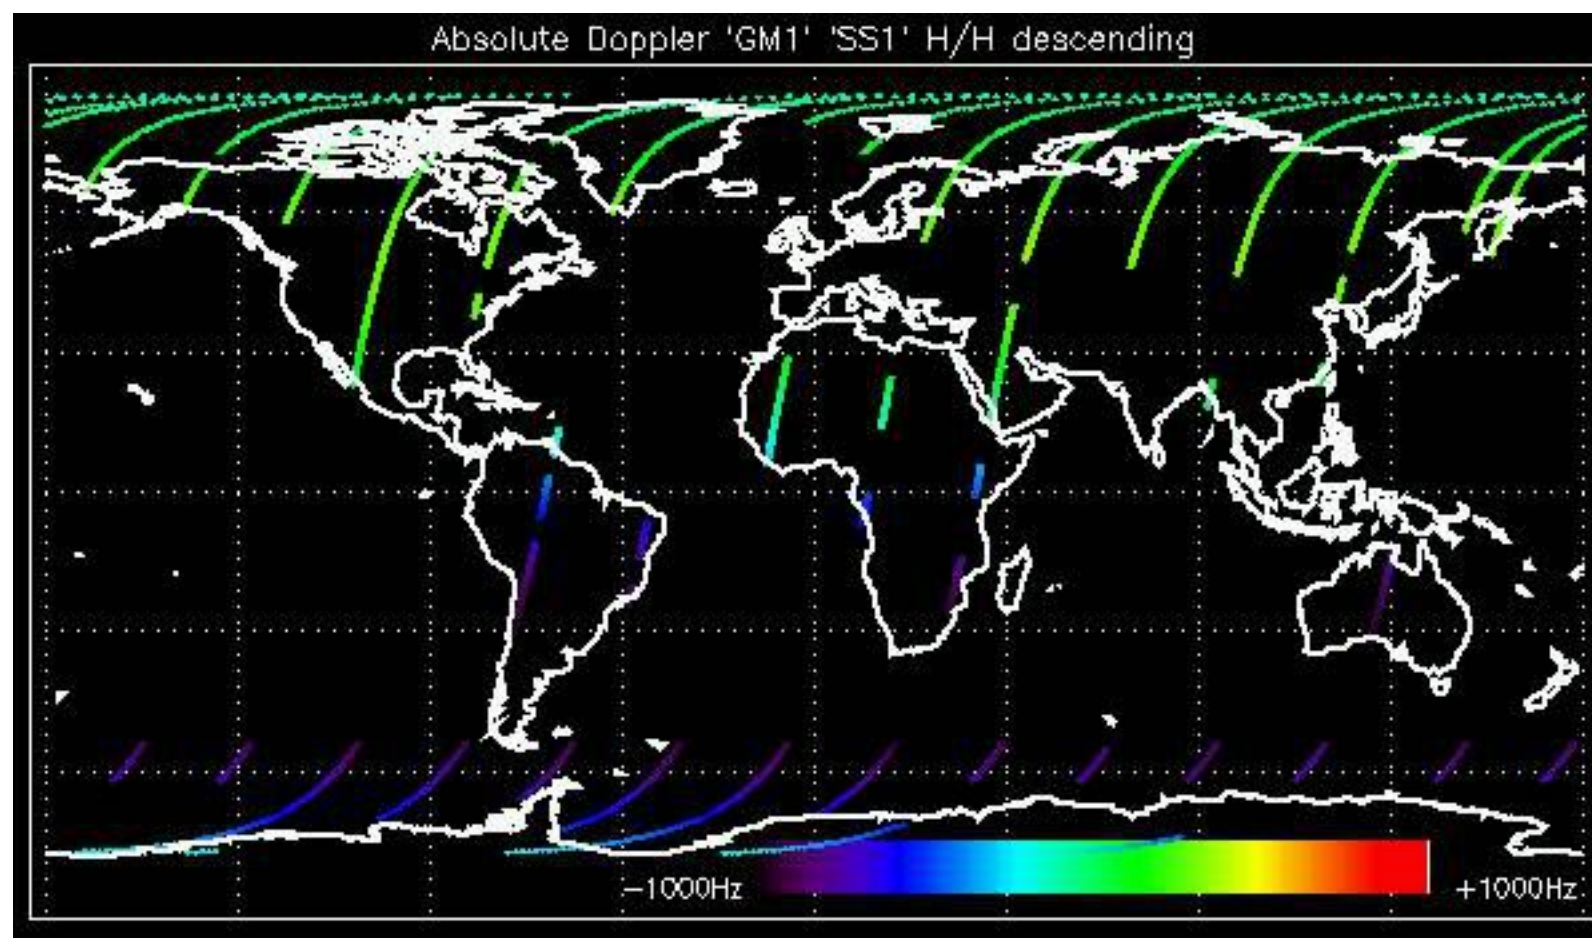 Absolute Doppler 'GM1' 'SS1' H/H descending
−1000Hz
+1000Hz